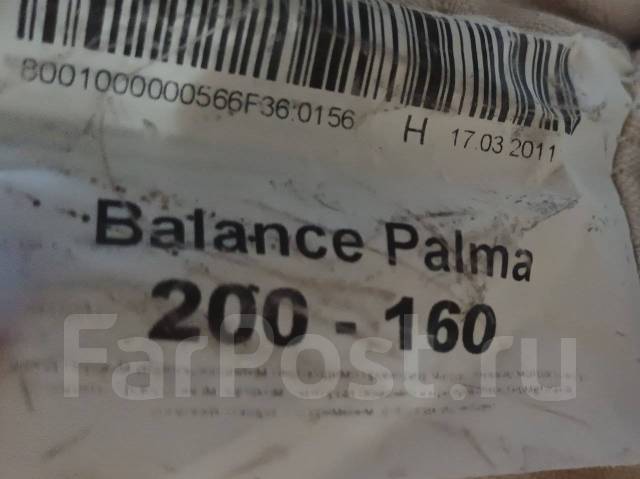 8001000000566F36:0156 H 17.03 2011
Balance Palma
200 - 160
FarPost.ru